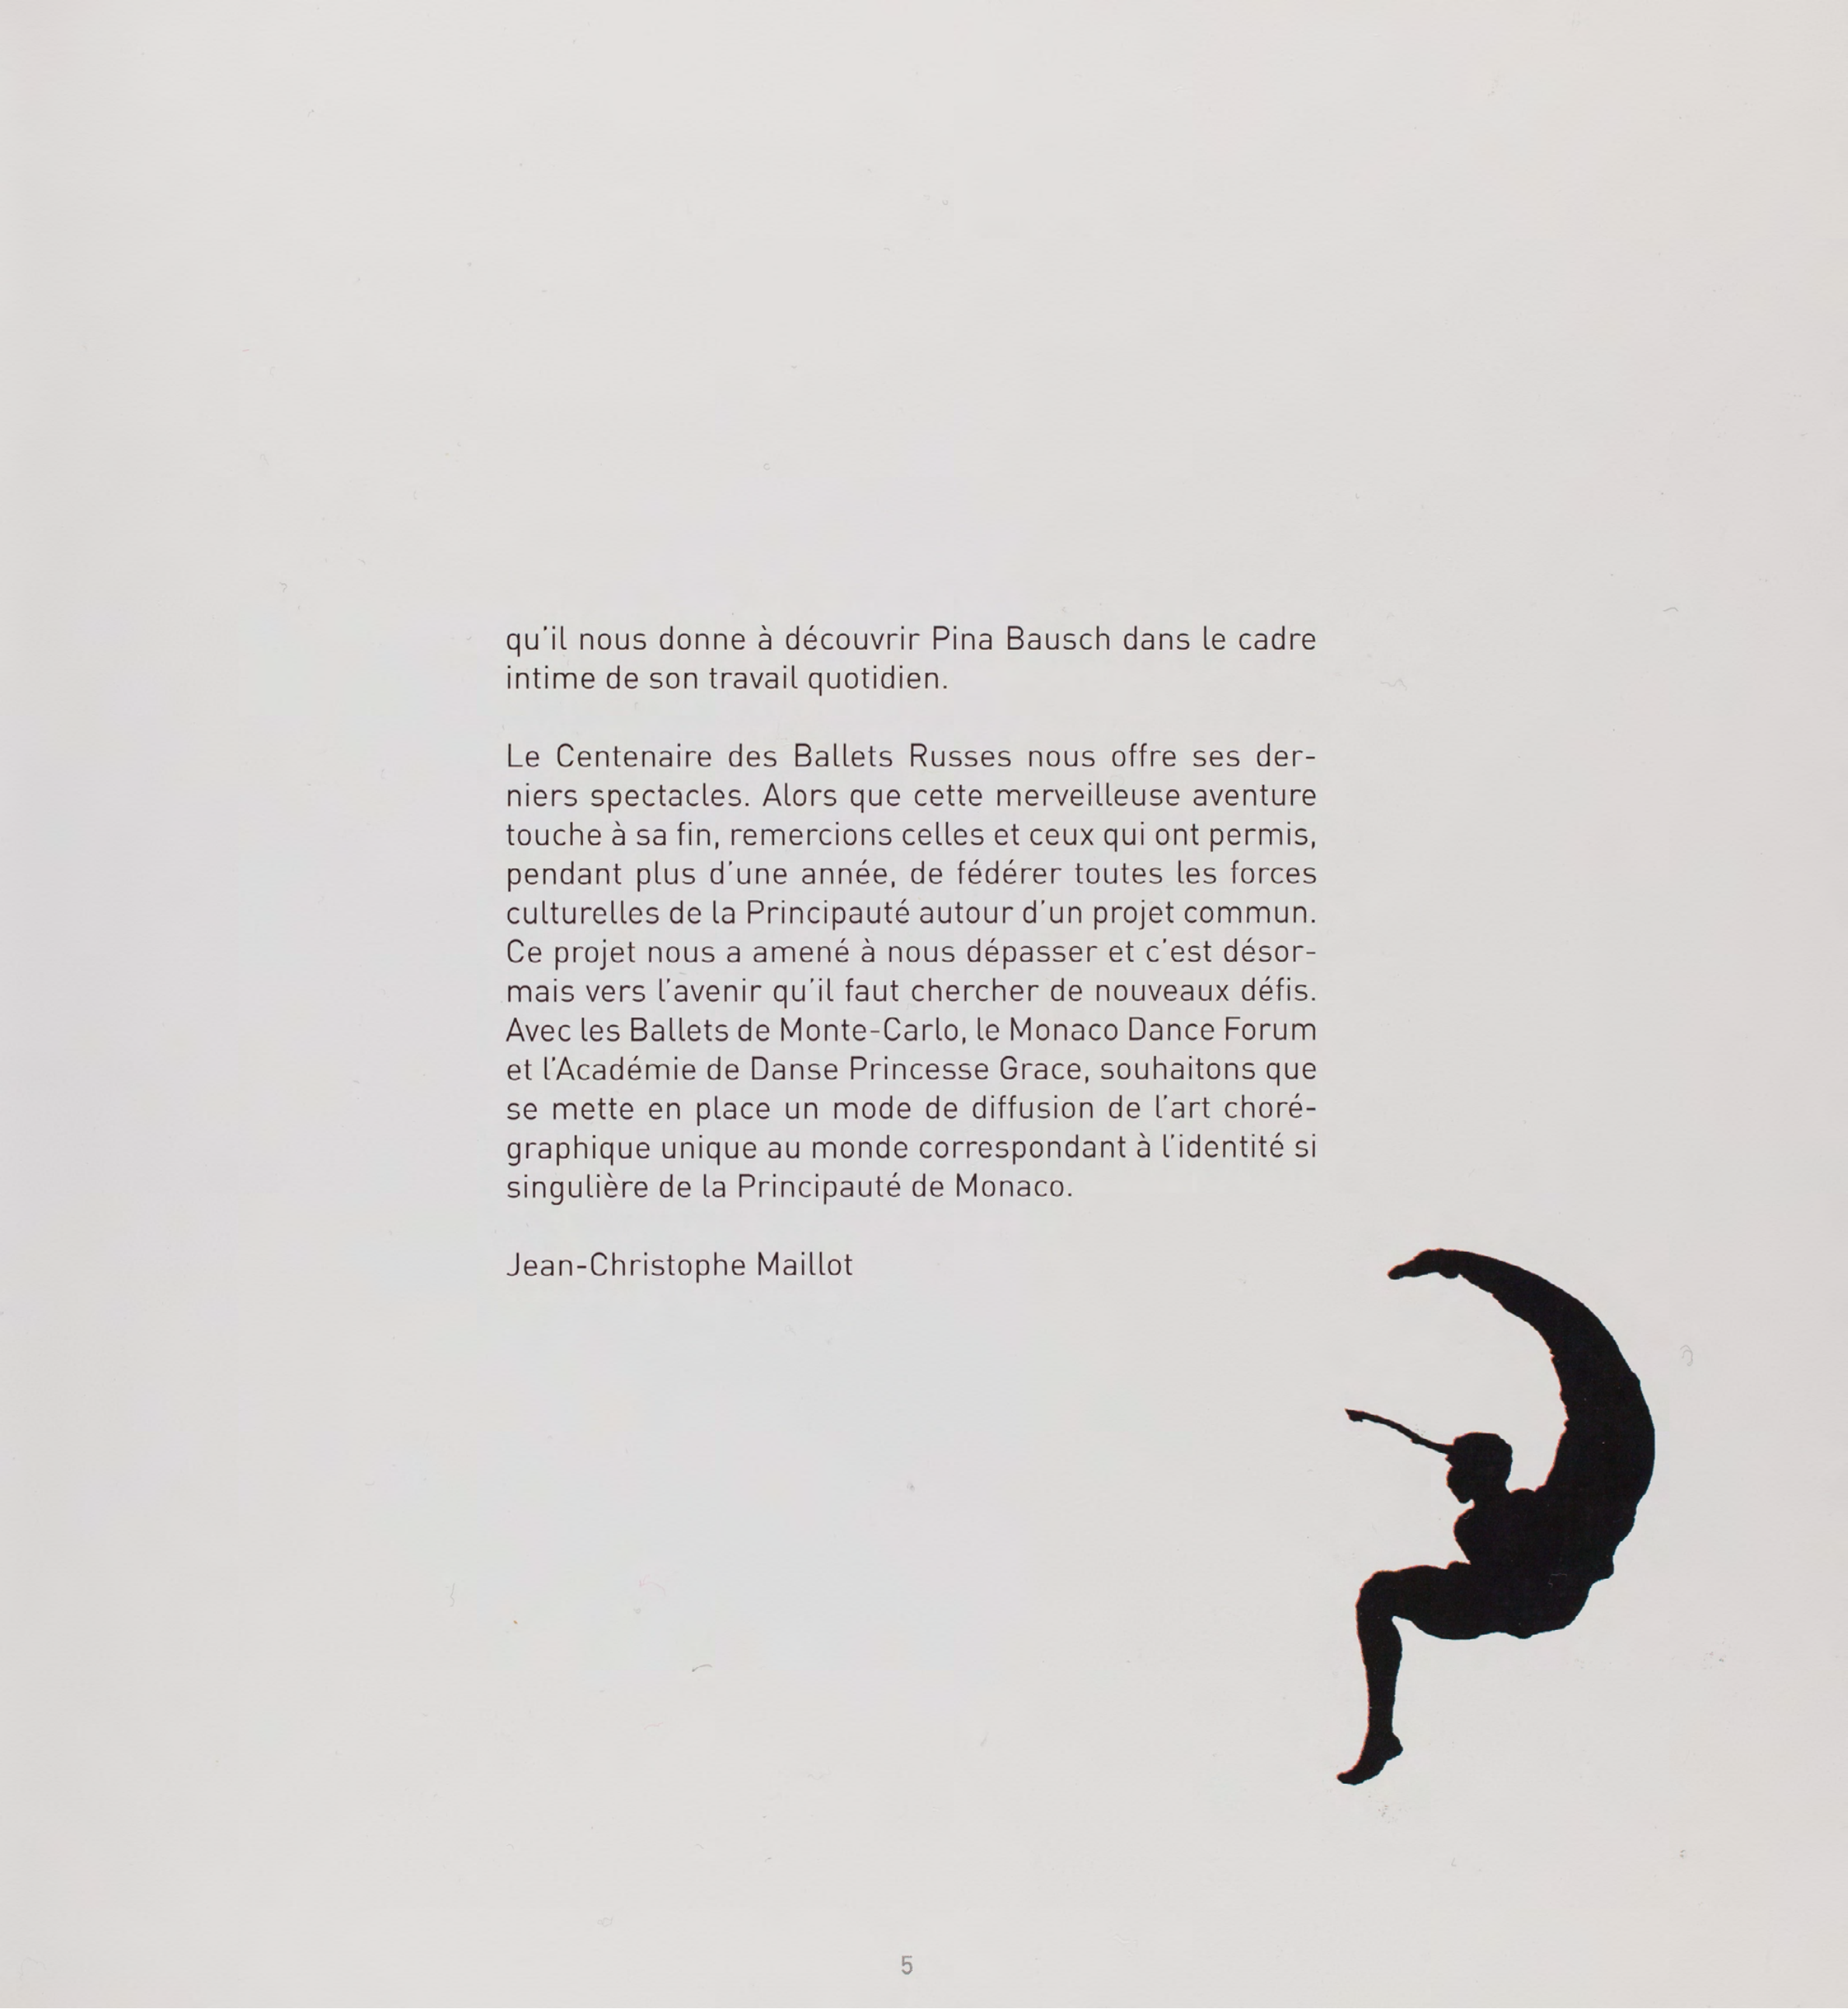 qu'il nous donne à découvrir Pina Bausch dans le cadre
intime de son travail quotidien.
Le Centenaire des Ballets Russes nous offre ses der-
niers spectacles. Alors que cette merveilleuse aventure
touche à sa fin, remercions celles et ceux qui ont permis,
pendant plus d'une année, de fédérer toutes les forces
culturelles de la Principauté autour d'un projet commun.
Ce projet nous a amené à nous dépasser et c'est désor-
mais vers l'avenir qu'il faut chercher de nouveaux défis.
Avec les Ballets de Monte-Carlo, le Monaco Dance Forum
et l'Académie de Danse Princesse Grace, souhaitons que
se mette en place un mode de diffusion de l'art choré-
graphique unique au monde correspondant à l'identité si
singulière de la Principauté de Monaco.
Jean-Christophe Maillot
5